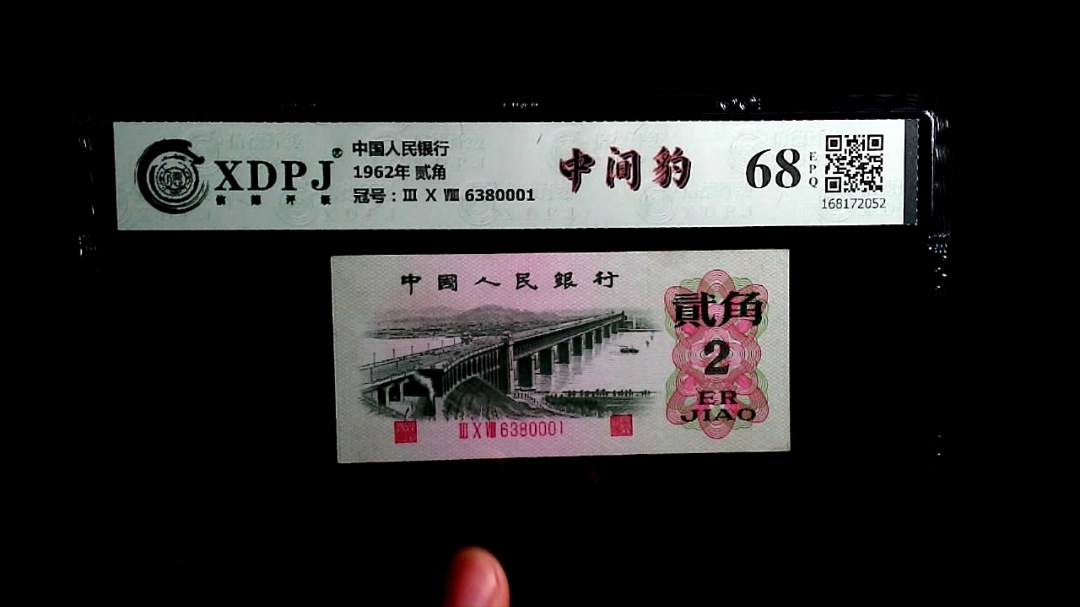 XDPJ®
信德评级
中国人民银行
1962年 贰角
冠号：Ⅲ Ⅹ Ⅷ 6380001
中间豹
68
EPQ
168172052
中國人民銀行
貳角
2
ER
JIAO
Ⅲ Ⅹ Ⅷ 6380001